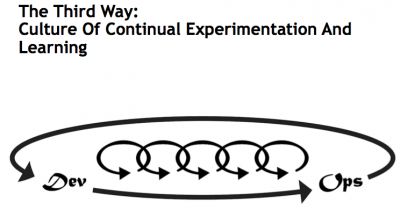 The Third Way:
Culture Of Continual Experimentation And
Learning
Dev
Ops